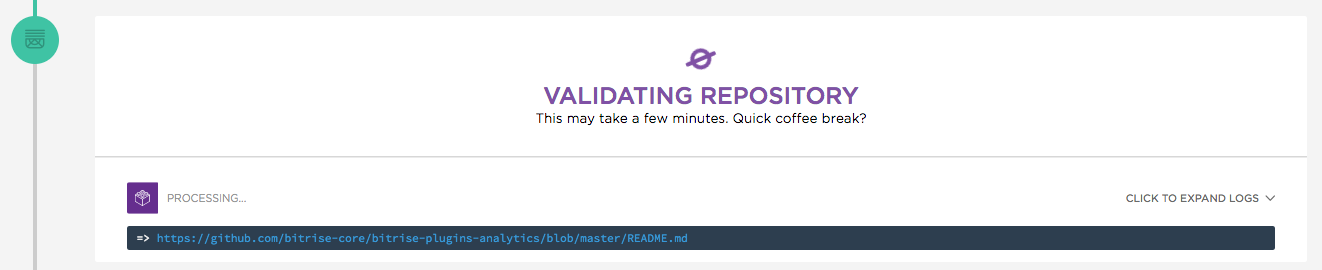 VALIDATING REPOSITORY
This may take a few minutes. Quick coffee break?
PROCESSING...
CLICK TO EXPAND LOGS
=> https://github.com/bitrise-core/bitrise-plugins-analytics/blob/master/README.md